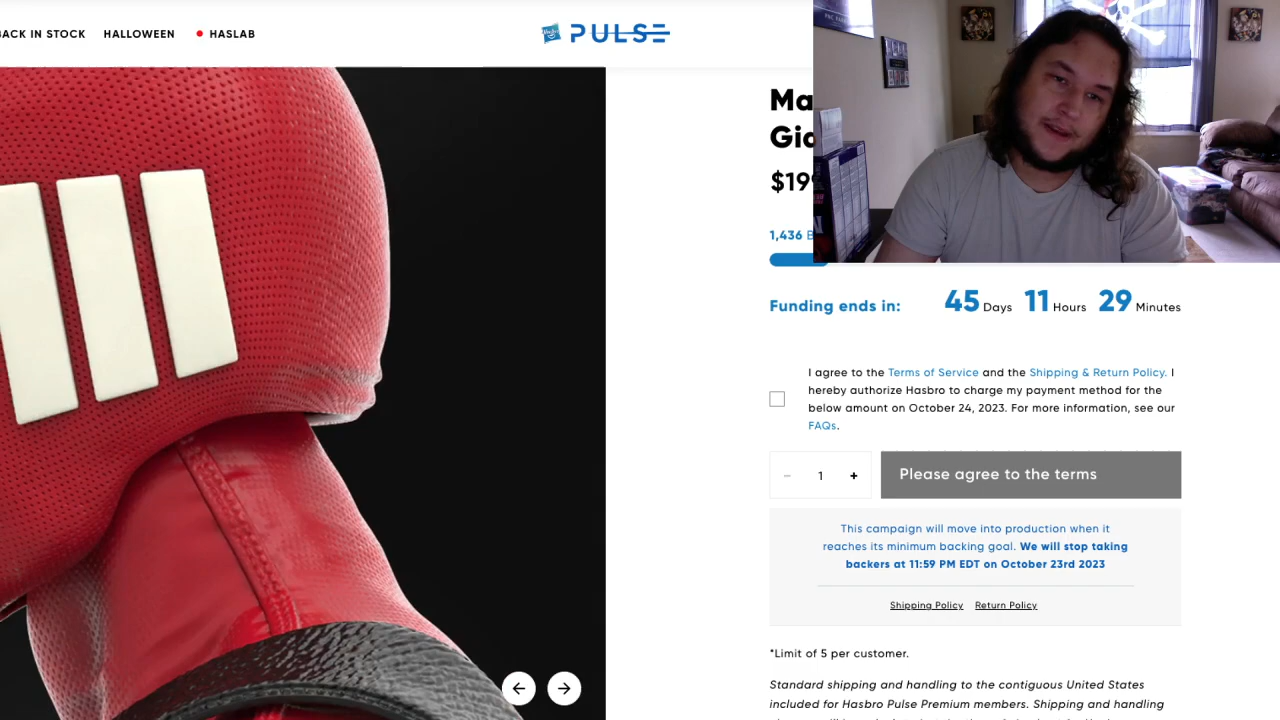 BACK IN STOCK HALLOWEEN HASLAB
Hasbro PULSE
Ma
Gia
$19
1,436 B
Funding ends in: 45 Days 11 Hours 29 Minutes
I agree to the Terms of Service and the Shipping & Return Policy. I
hereby authorize Hasbro to charge my payment method for the
below amount on October 24, 2023. For more information, see our
FAQs.
− 1 + Please agree to the terms
This campaign will move into production when it
reaches its minimum backing goal. We will stop taking
backers at 11:59 PM EDT on October 23rd 2023
Shipping Policy Return Policy
*Limit of 5 per customer.
Standard shipping and handling to the contiguous United States
included for Hasbro Pulse Premium members. Shipping and handling